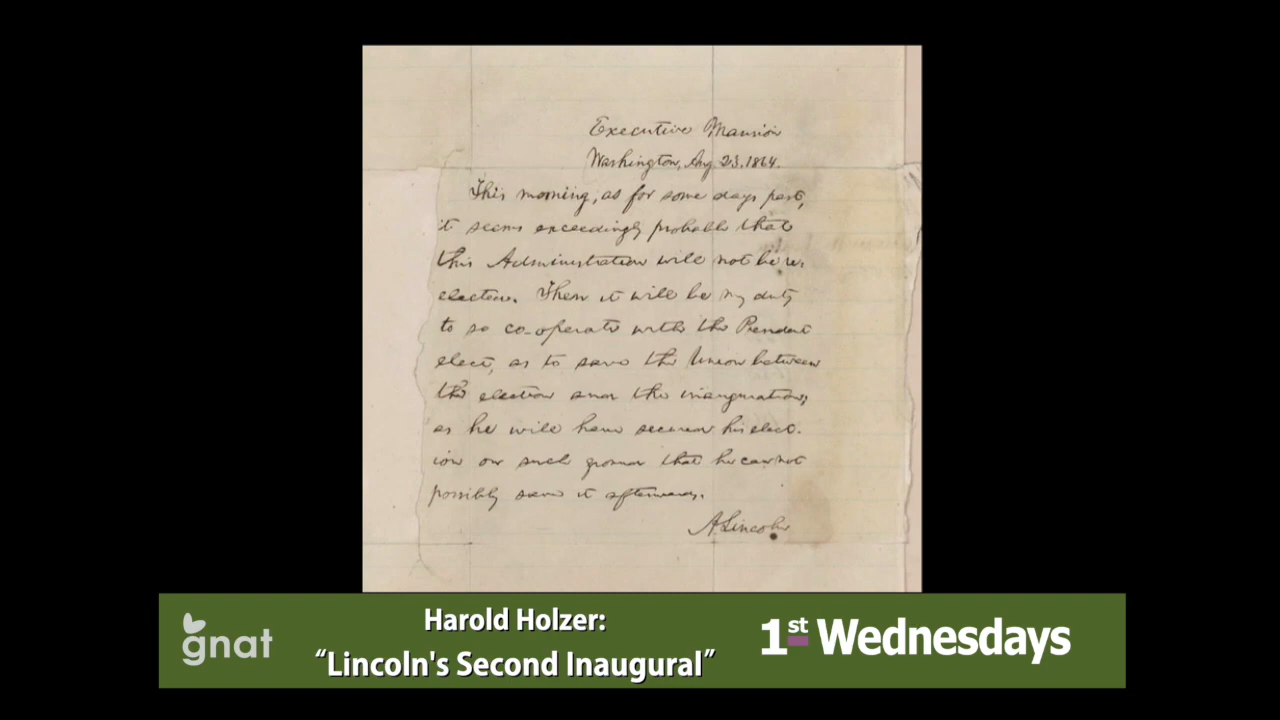 Executive Mansion
Washington, Aug 23, 1864.
This morning, as for some days past,
it seems exceedingly probable that
this Administration will not be re-
elected. Then it will be my duty
to so co-operate with the President
elect, as to save the Union between
the election and the inauguration;
as he will have secured his elect-
ion on such ground that he can not
possibly save it afterwards.
A. Lincoln
gnat
Harold Holzer:
“Lincoln's Second Inaugural”
1st Wednesdays